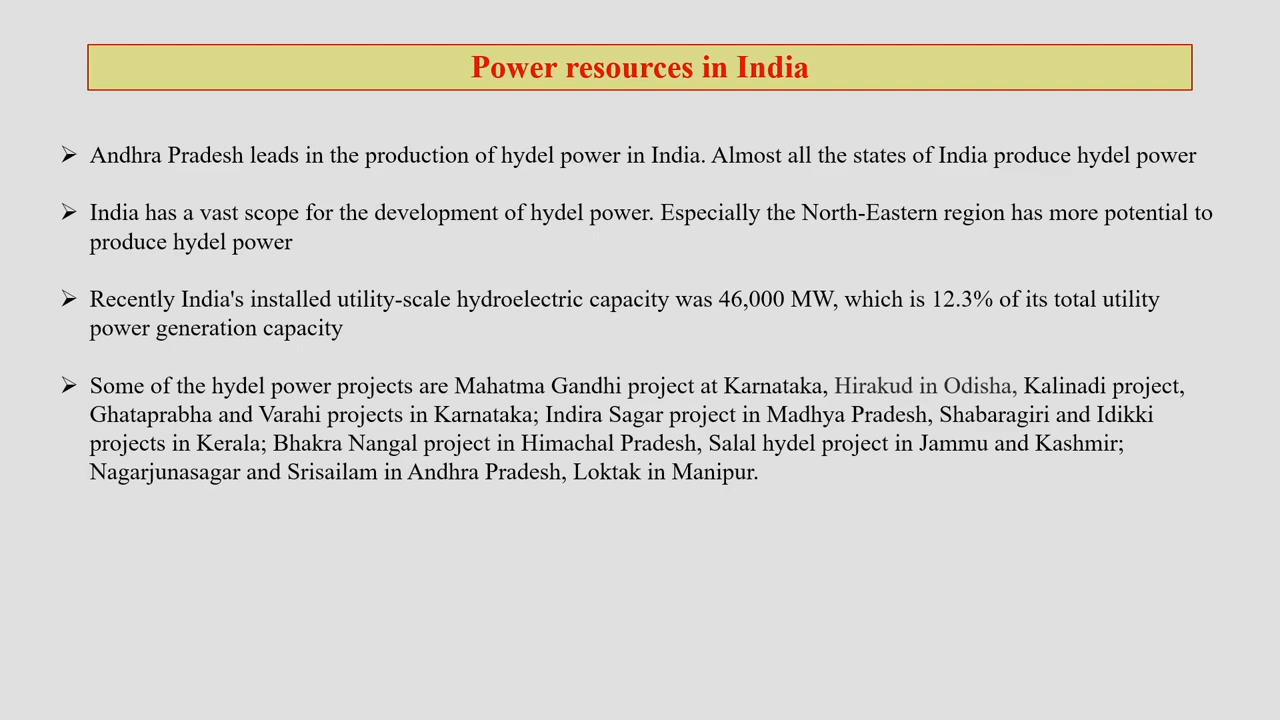 Power resources in India
➢ Andhra Pradesh leads in the production of hydel power in India. Almost all the states of India produce hydel power
➢ India has a vast scope for the development of hydel power. Especially the North-Eastern region has more potential to
produce hydel power
➢ Recently India's installed utility-scale hydroelectric capacity was 46,000 MW, which is 12.3% of its total utility
power generation capacity
➢ Some of the hydel power projects are Mahatma Gandhi project at Karnataka, Hirakud in Odisha, Kalinadi project,
Ghataprabha and Varahi projects in Karnataka; Indira Sagar project in Madhya Pradesh, Shabaragiri and Idikki
projects in Kerala; Bhakra Nangal project in Himachal Pradesh, Salal hydel project in Jammu and Kashmir;
Nagarjunasagar and Srisailam in Andhra Pradesh, Loktak in Manipur.